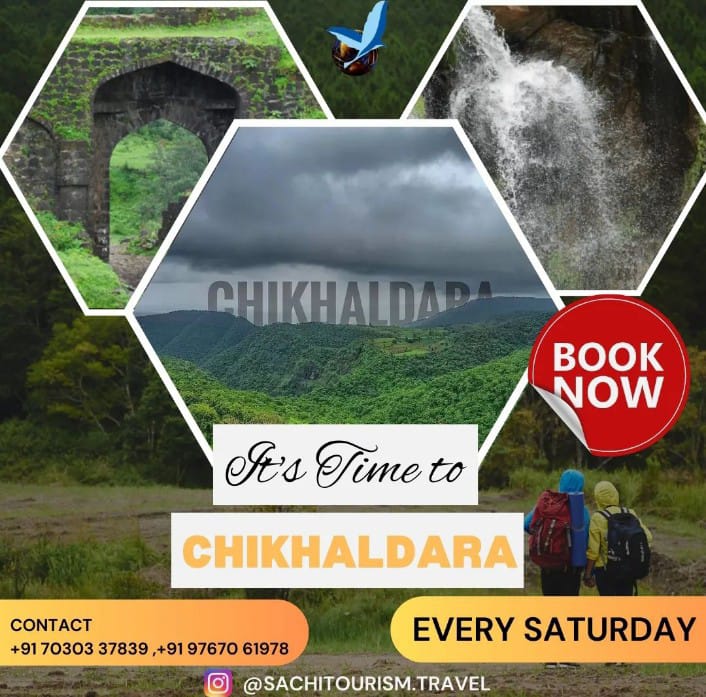 CHIKHALDARA
BOOK
NOW
It's Time to
CHIKHALDARA
CONTACT
+91 70303 37839 ,+91 97670 61978
EVERY SATURDAY
@SACHITOURISM.TRAVEL